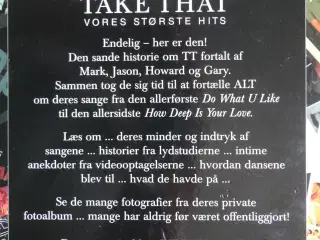 TAKE THAT
VORES STØRSTE HITS
Endelig – her er den!
Den sande historie om TT fortalt af
Mark, Jason, Howard og Gary.
Sammen tog de sig tid til at fortælle ALT
om deres sange fra den allerførste Do What U Like
til den allersidste How Deep Is Your Love.
Læs om ... deres minder og indtryk af
sangene ... historier fra lydstudierne ... intime
anekdoter fra videooptagelserne ... hvordan dansene
blev til ... hvad de havde på ...
Se de mange fotografier fra deres private
fotoalbum ... mange har aldrig før været offentliggjort!